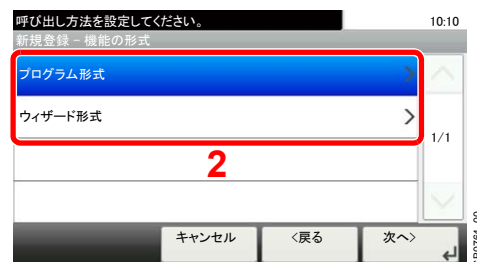 呼び出し方法を設定してください。 10:10
新規登録 - 機能の形式
プログラム形式
ウィザード形式
1/1
2
キャンセル <戻る 次へ>